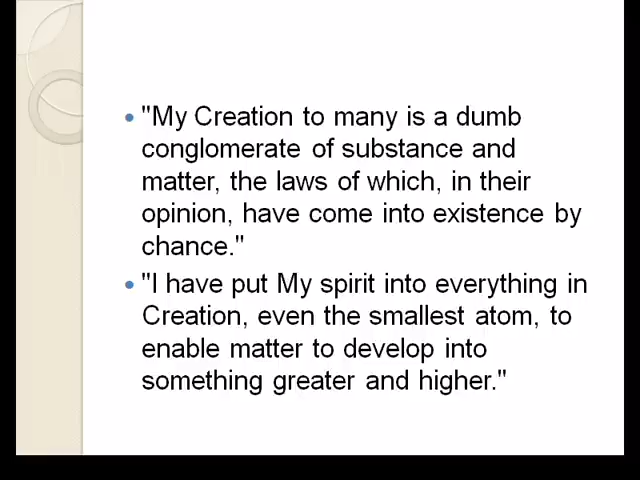 • "My Creation to many is a dumb
conglomerate of substance and
matter, the laws of which, in their
opinion, have come into existence by
chance."
• "I have put My spirit into everything in
Creation, even the smallest atom, to
enable matter to develop into
something greater and higher."